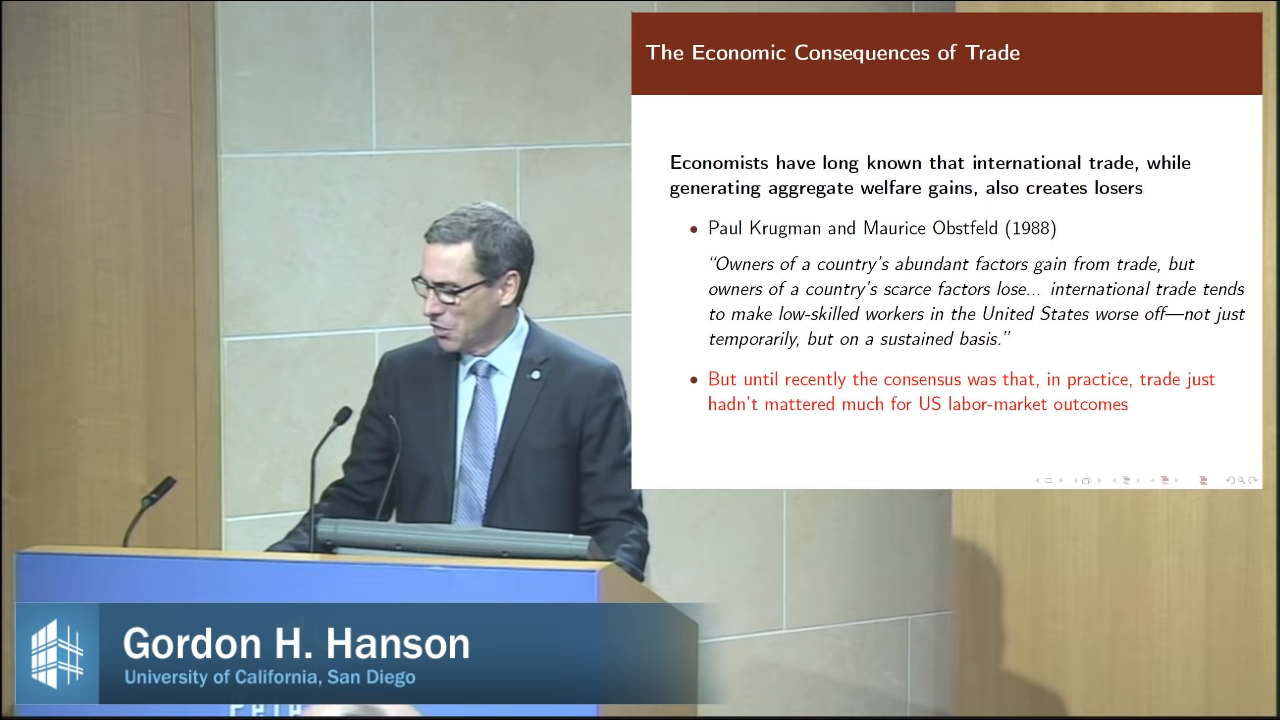 The Economic Consequences of Trade
Economists have long known that international trade, while
generating aggregate welfare gains, also creates losers
• Paul Krugman and Maurice Obstfeld (1988)
“Owners of a country’s abundant factors gain from trade, but
owners of a country’s scarce factors lose... international trade tends
to make low-skilled workers in the United States worse off—not just
temporarily, but on a sustained basis.”
• But until recently the consensus was that, in practice, trade just
hadn’t mattered much for US labor-market outcomes
Gordon H. Hanson
University of California, San Diego